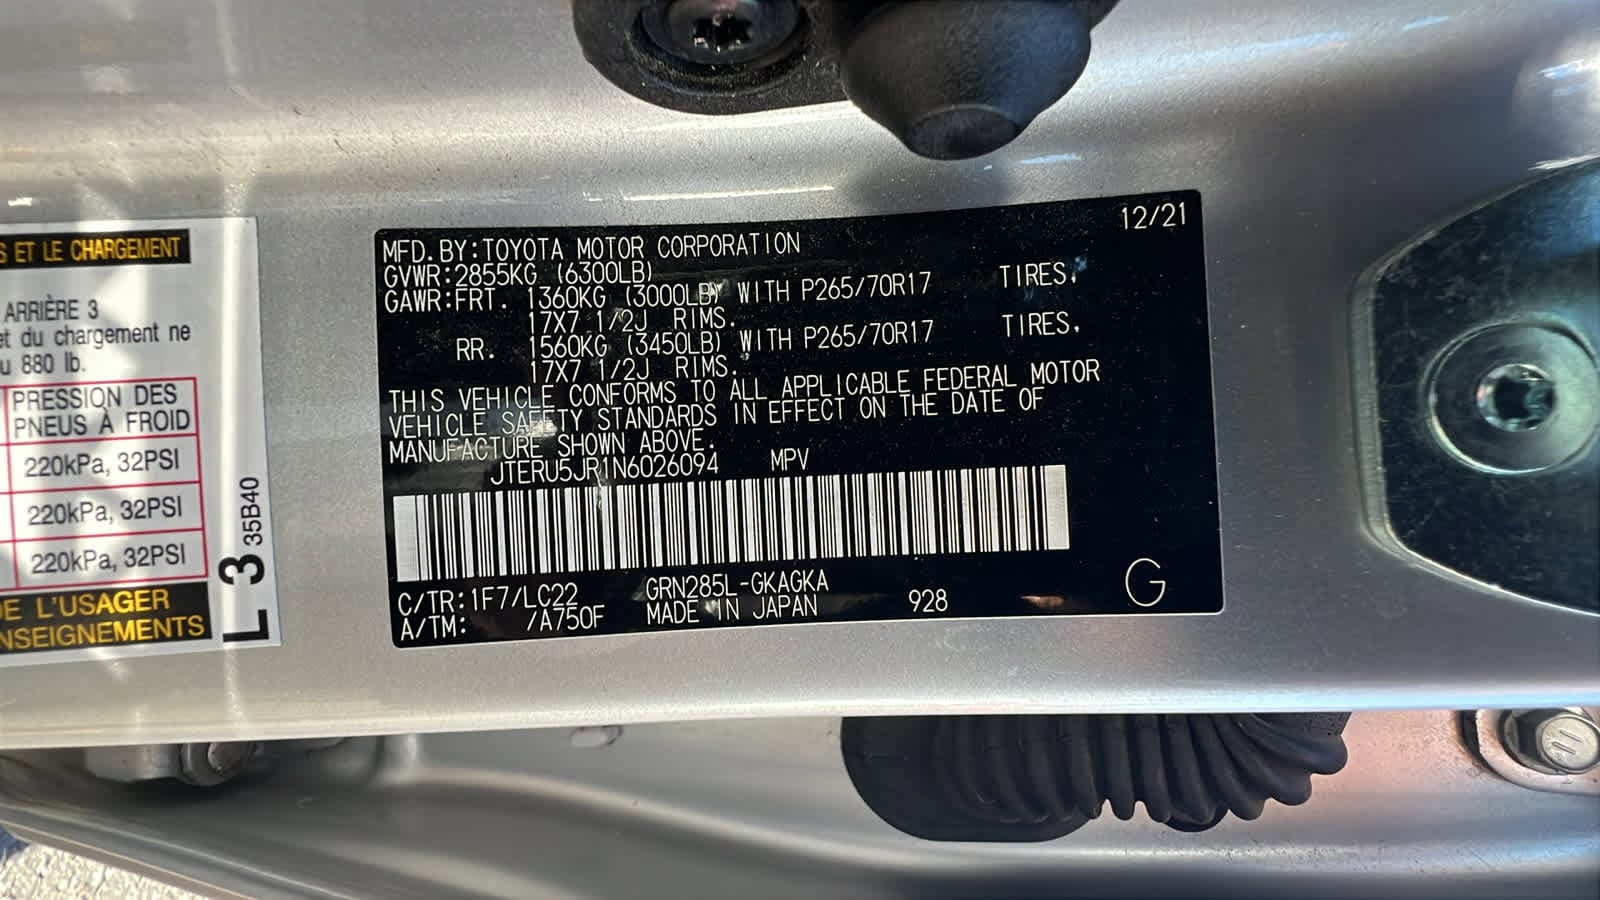 S ET LE CHARGEMENT
ARRIÈRE 3
et du chargement ne
u 880 lb.
PRESSION DES
PNEUS À FROID
220kPa, 32PSI
220kPa, 32PSI
220kPa, 32PSI
DE L'USAGER
NSEIGNEMENTS
L 3 35B40
12/21
MFD. BY: TOYOTA MOTOR CORPORATION
GVWR: 2855KG (6300LB)
GAWR: FRT. 1360KG (3000LB) WITH P265/70R17 TIRES,
17X7 1/2J RIMS.
RR. 1560KG (3450LB) WITH P265/70R17 TIRES,
17X7 1/2J RIMS.
THIS VEHICLE CONFORMS TO ALL APPLICABLE FEDERAL MOTOR
VEHICLE SAFETY STANDARDS IN EFFECT ON THE DATE OF
MANUFACTURE SHOWN ABOVE.
JTERU5JR1N6026094 MPV
C/TR: 1F7/LC22 GRN285L-GKAGKA
A/TM: /A750F MADE IN JAPAN 928
G